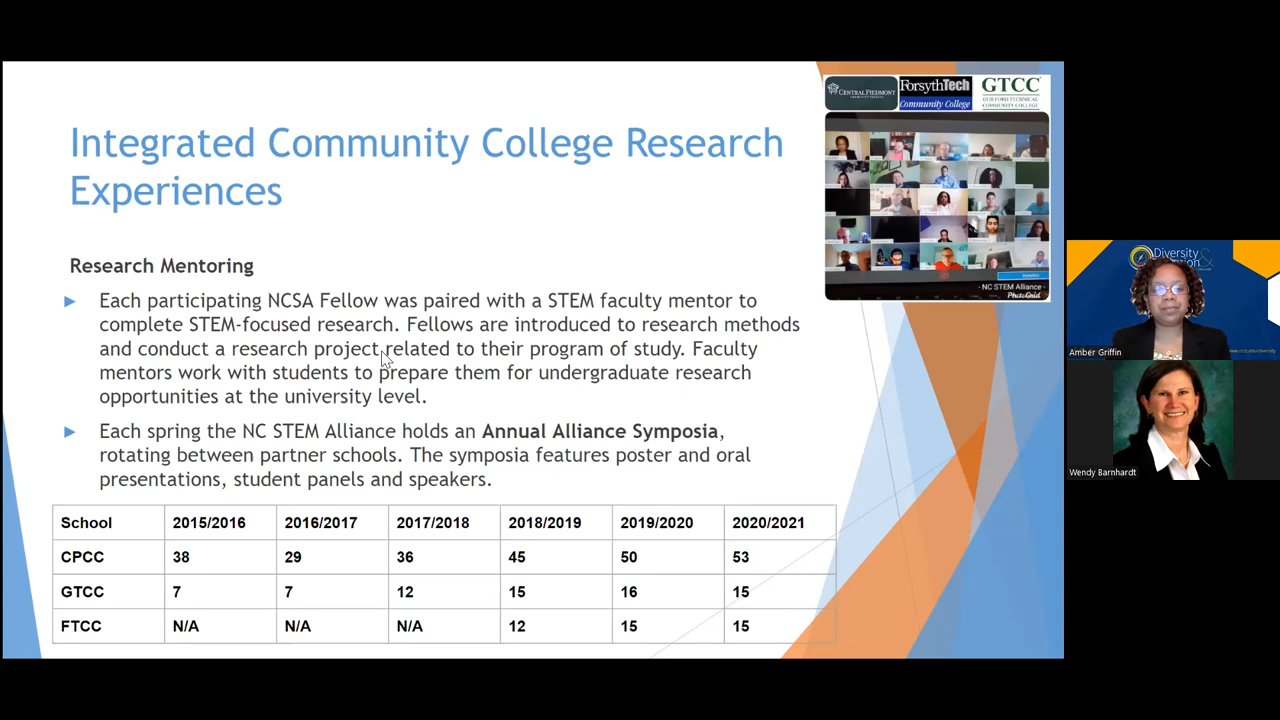 CENTRAL PIEDMONT
ForsythTech
Community College
GTCC
GUILFORD TECHNICAL
COMMUNITY COLLEGE
Integrated Community College Research
Experiences
- NC STEM Alliance -
PhotoGrid
Research Mentoring
Each participating NCSA Fellow was paired with a STEM faculty mentor to
complete STEM-focused research. Fellows are introduced to research methods
and conduct a research project related to their program of study. Faculty
mentors work with students to prepare them for undergraduate research
opportunities at the university level.
Each spring the NC STEM Alliance holds an Annual Alliance Symposia,
rotating between partner schools. The symposia features poster and oral
presentations, student panels and speakers.
School 2015/2016 2016/2017 2017/2018 2018/2019 2019/2020 2020/2021
CPCC 38 29 36 45 50 53
GTCC 7 7 12 15 16 15
FTCC N/A N/A N/A 12 15 15
Diversity
&
Amber Griffin
Wendy Barnhardt